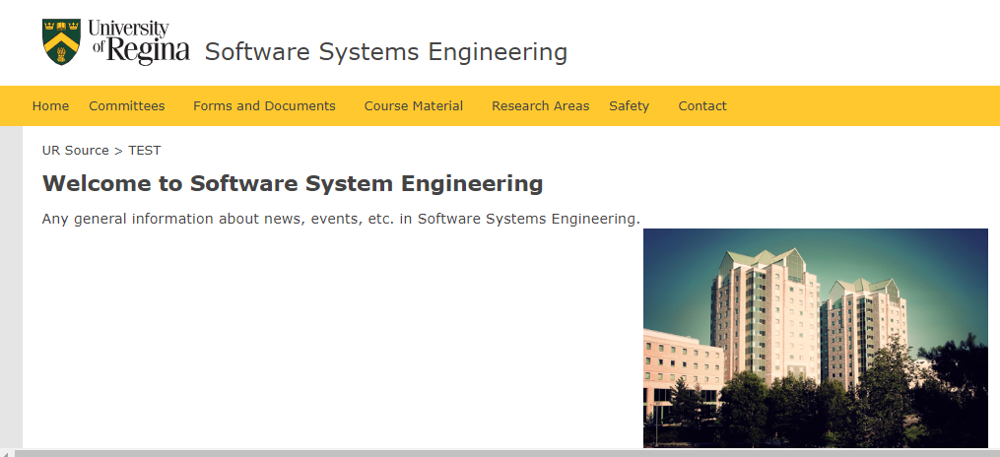 University
of Regina
Software Systems Engineering
Home Committees Forms and Documents Course Material Research Areas Safety Contact
UR Source > TEST
Welcome to Software System Engineering
Any general information about news, events, etc. in Software Systems Engineering.